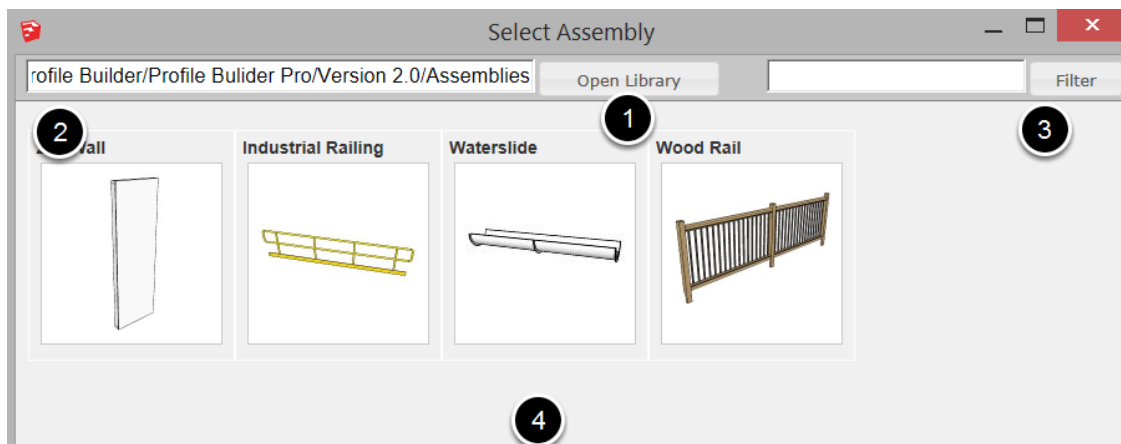 Select Assembly
rofile Builder/Profile Bulider Pro/Version 2.0/Assemblies
Open Library
Filter
1
2
3
Industrial Railing
Waterslide
Wood Rail
4